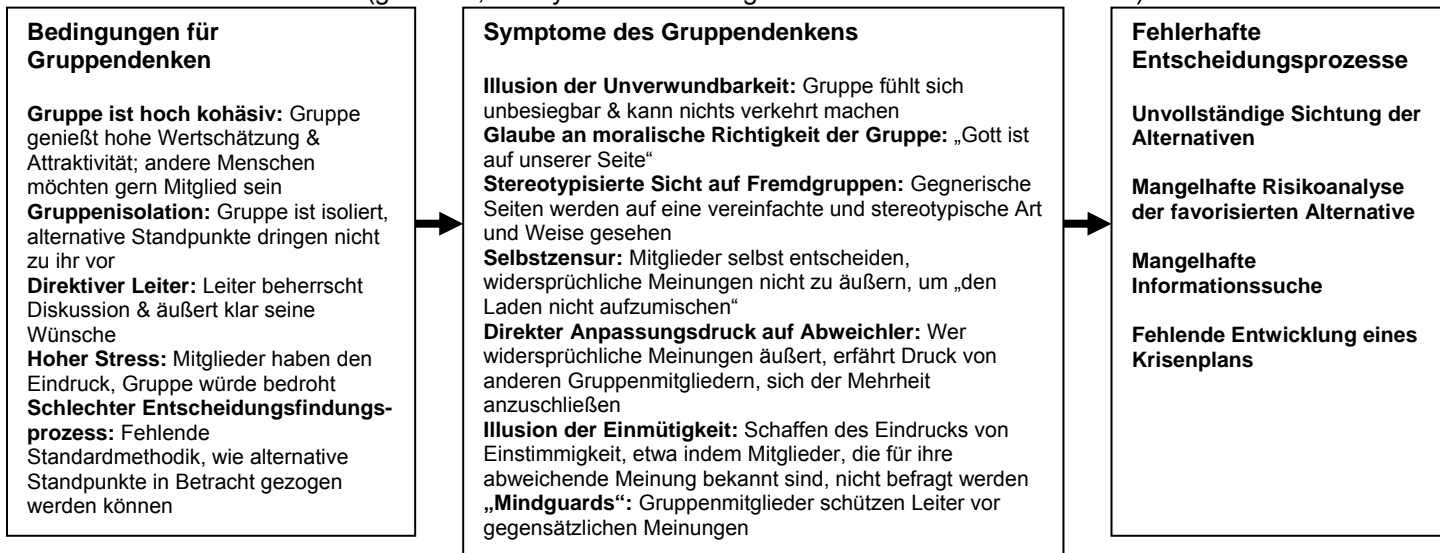 Bedingungen für
Gruppendenken
Gruppe ist hoch kohäsiv: Gruppe
genießt hohe Wertschätzung &
Attraktivität; andere Menschen
möchten gern Mitglied sein
Gruppenisolation: Gruppe ist isoliert,
alternative Standpunkte dringen nicht
zu ihr vor
Direktiver Leiter: Leiter beherrscht
Diskussion & äußert klar seine
Wünsche
Hoher Stress: Mitglieder haben den
Eindruck, Gruppe würde bedroht
Schlechter Entscheidungsfindungs-
prozess: Fehlende
Standardmethodik, wie alternative
Standpunkte in Betracht gezogen
werden können
Symptome des Gruppendenkens
Illusion der Unverwundbarkeit: Gruppe fühlt sich
unbesiegbar & kann nichts verkehrt machen
Glaube an moralische Richtigkeit der Gruppe: „Gott ist
auf unserer Seite“
Stereotypisierte Sicht auf Fremdgruppen: Gegnerische
Seiten werden auf eine vereinfachte und stereotypische Art
und Weise gesehen
Selbstzensur: Mitglieder selbst entscheiden,
widersprüchliche Meinungen nicht zu äußern, um „den
Laden nicht aufzumischen“
Direkter Anpassungsdruck auf Abweichler: Wer
widersprüchliche Meinungen äußert, erfährt Druck von
anderen Gruppenmitgliedern, sich der Mehrheit
anzuschließen
Illusion der Einmütigkeit: Schaffen des Eindrucks von
Einstimmigkeit, etwa indem Mitglieder, die für ihre
abweichende Meinung bekannt sind, nicht befragt werden
„Mindguards“: Gruppenmitglieder schützen Leiter vor
gegensätzlichen Meinungen
Fehlerhafte
Entscheidungsprozesse
Unvollständige Sichtung der
Alternativen
Mangelhafte Risikoanalyse
der favorisierten Alternative
Mangelhafte
Informationssuche
Fehlende Entwicklung eines
Krisenplans